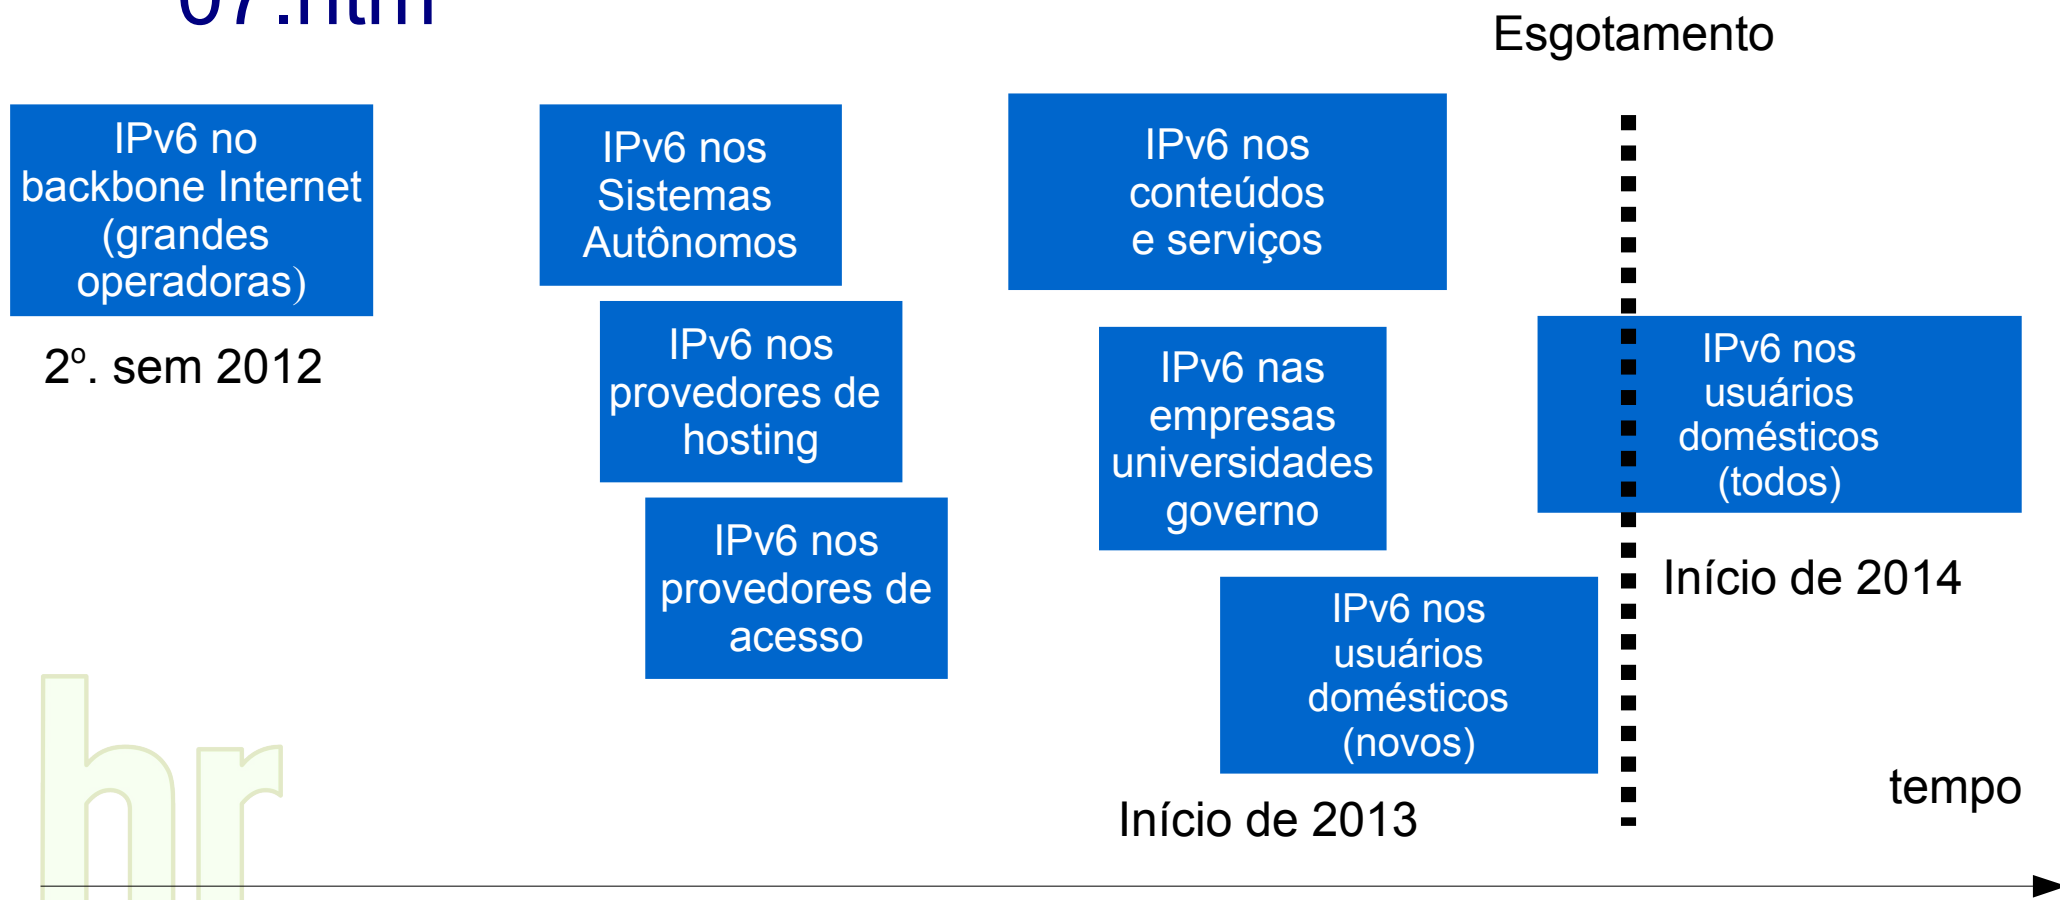 07.htm
Esgotamento
IPv6 no
backbone Internet
(grandes
operadoras)
2º. sem 2012
IPv6 nos
Sistemas
Autônomos
IPv6 nos
provedores de
hosting
IPv6 nos
provedores de
acesso
IPv6 nos
conteúdos
e serviços
IPv6 nas
empresas
universidades
governo
IPv6 nos
usuários
domésticos
(novos)
Início de 2013
IPv6 nos
usuários
domésticos
(todos)
Início de 2014
tempo
hr